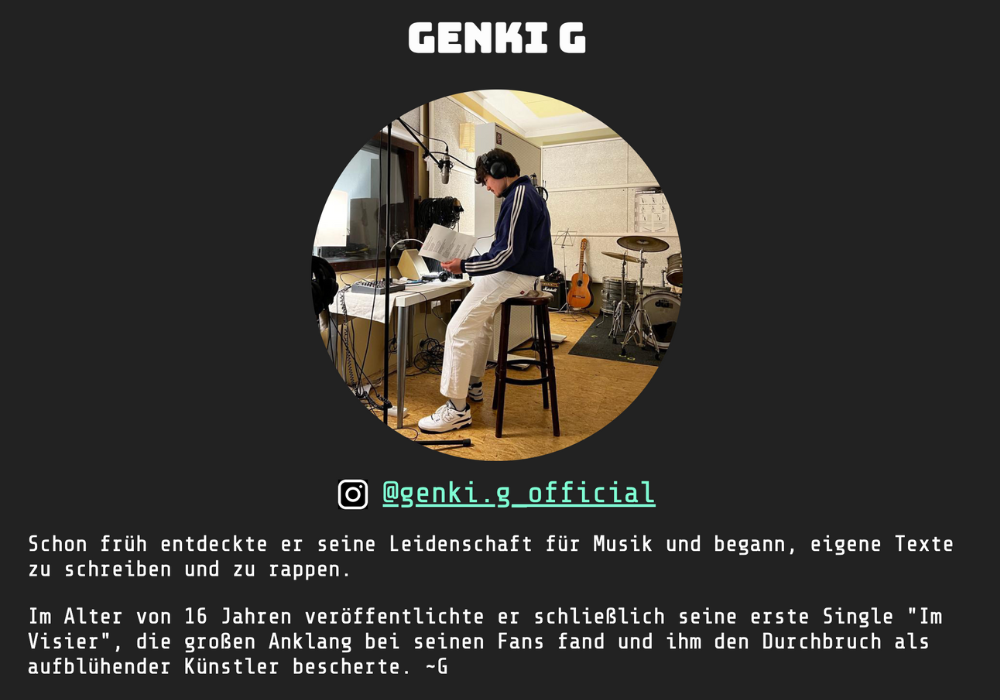 GENKI G
@genki.g_official
Schon früh entdeckte er seine Leidenschaft für Musik und begann, eigene Texte
zu schreiben und zu rappen.
Im Alter von 16 Jahren veröffentlichte er schließlich seine erste Single "Im
Visier", die großen Anklang bei seinen Fans fand und ihm den Durchbruch als
aufblühender Künstler bescherte. ~G